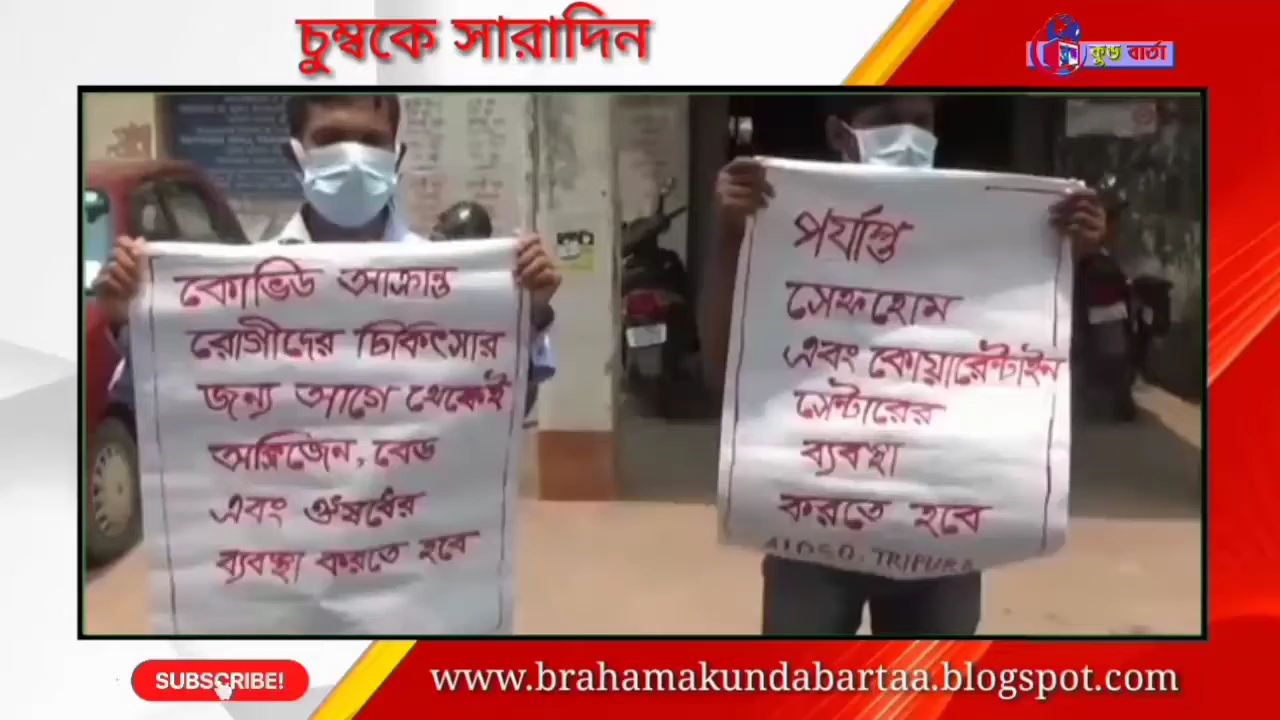 চুম্বকে সারাদিন
কুন্ড বার্তা
কোভিড আক্রান্ত
রোগীদের চিকিৎসার
জন্য আগে থেকেই
অক্সিজেন, বেড
এবং ঔষধের
ব্যবস্থা করতে হবে
পর্যাপ্ত
সেফহোম
এবং কোয়ারেন্টাইন
সেন্টারের
ব্যবস্থা
করতে হবে
AIDSO, TRIPURA
SUBSCRIBE!
www.brahamakundabartaa.blogspot.com